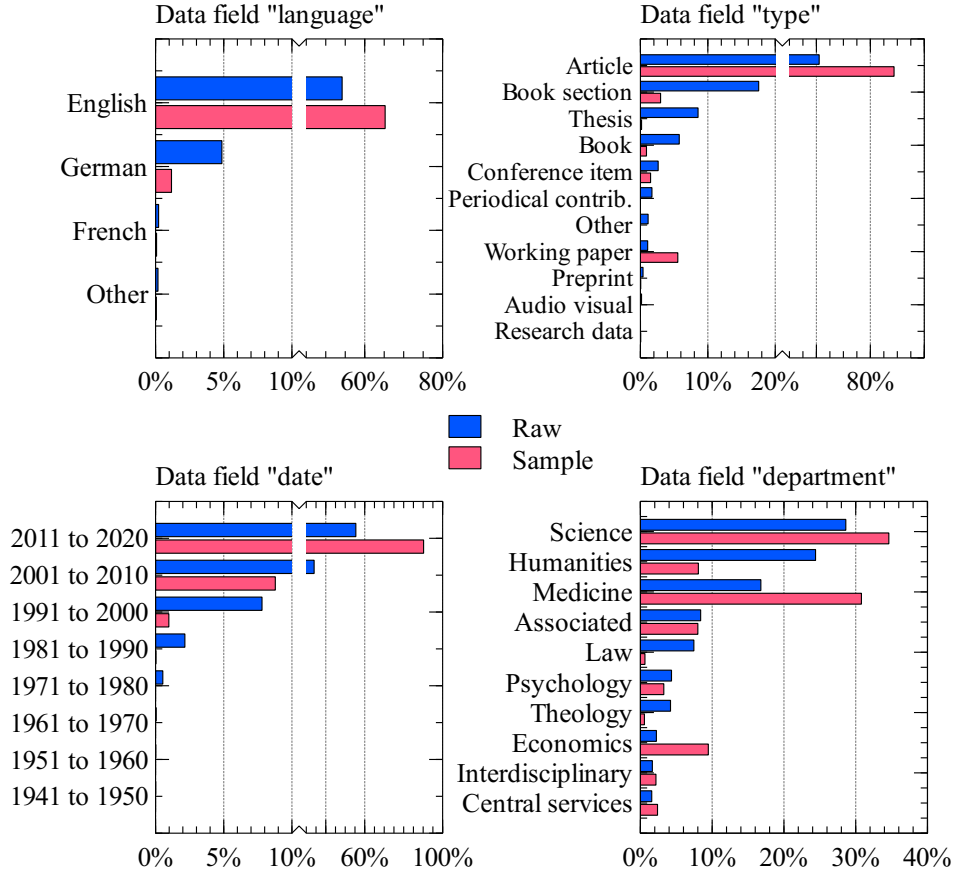 Data field "language"
English
German
French
Other
0% 5% 10% 60% 80%
Data field "type"
Article
Book section
Thesis
Book
Conference item
Periodical contrib.
Other
Working paper
Preprint
Audio visual
Research data
0% 10% 20% 80%
Raw
Sample
Data field "date"
2011 to 2020
2001 to 2010
1991 to 2000
1981 to 1990
1971 to 1980
1961 to 1970
1951 to 1960
1941 to 1950
0% 5% 10% 60% 100%
Data field "department"
Science
Humanities
Medicine
Associated
Law
Psychology
Theology
Economics
Interdisciplinary
Central services
0% 10% 20% 30% 40%